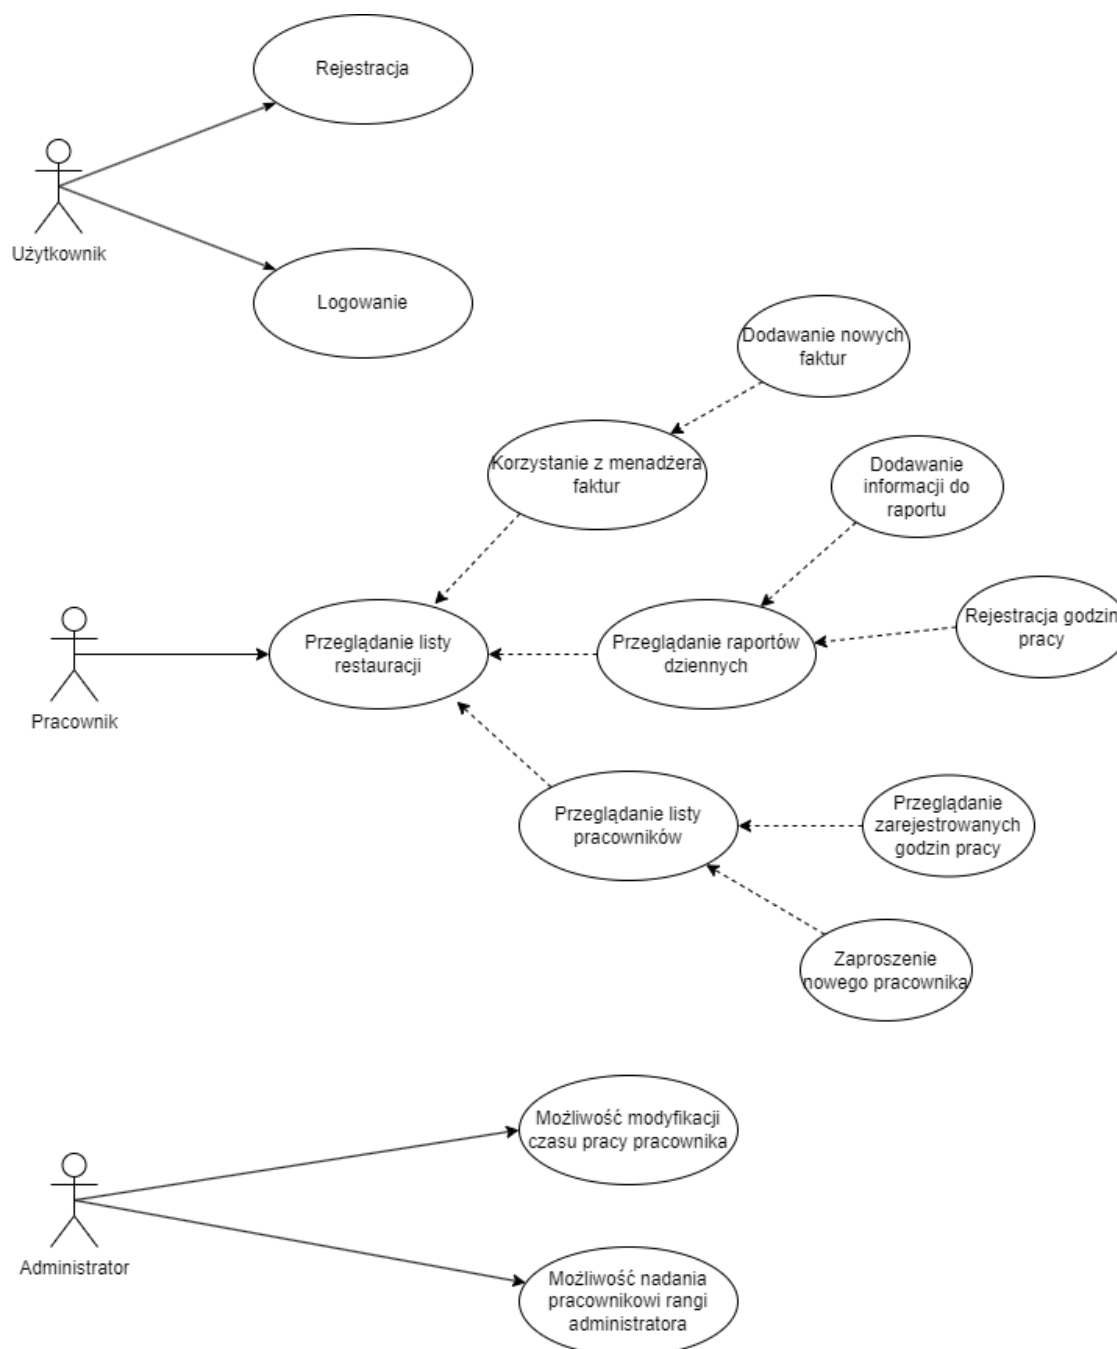 Rejestracja
Użytkownik
Logowanie
Dodawanie nowych
faktur
Korzystanie z menadżera
faktur
Dodawanie
informacji do
raportu
Rejestracja godzin
pracy
Przeglądanie listy
restauracji
Przeglądanie raportów
dziennych
Pracownik
Przeglądanie listy
pracowników
Przeglądanie
zarejestrowanych
godzin pracy
Zaproszenie
nowego pracownika
Możliwość modyfikacji
czasu pracy pracownika
Administrator
Możliwość nadania
pracownikowi rangi
administratora